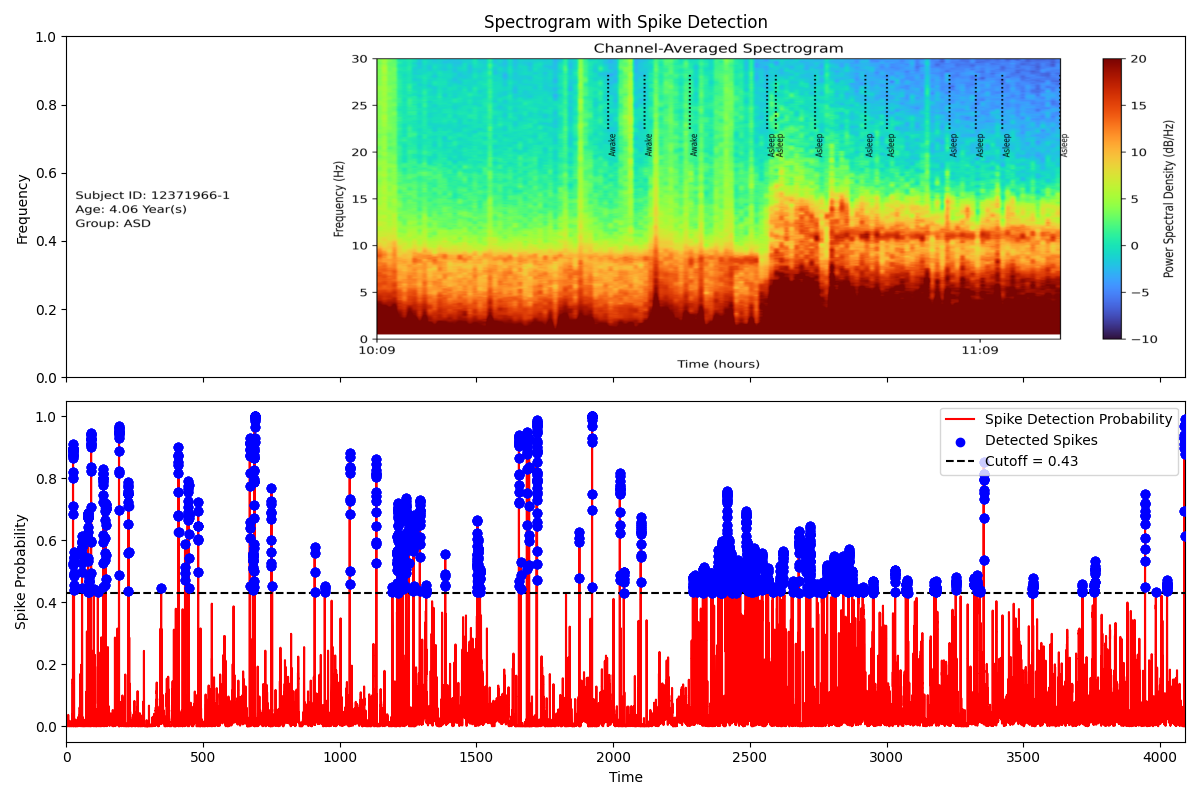 Spectrogram with Spike Detection
Channel-Averaged Spectrogram
1.0
0.8
0.6
0.4
0.2
0.0
Frequency
Subject ID: 12371966-1
Age: 4.06 Year(s)
Group: ASD
30
25
20
15
10
5
0
Frequency (Hz)
Awake
Awake
Awake
Asleep
Asleep
Asleep
Asleep
Asleep
Asleep
Asleep
Asleep
Asleep
10:09
11:09
Time (hours)
20
15
10
5
0
−5
−10
Power Spectral Density (dB/Hz)
1.0
0.8
0.6
0.4
0.2
0.0
Spike Probability
Spike Detection Probability
Detected Spikes
Cutoff = 0.43
0
500
1000
1500
2000
2500
3000
3500
4000
Time